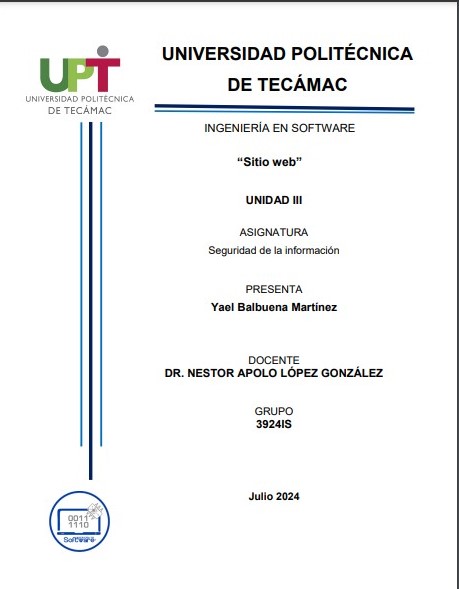 UPT
UNIVERSIDAD POLITÉCNICA
DE TECÁMAC
UNIVERSIDAD POLITÉCNICA
DE TECÁMAC
INGENIERÍA EN SOFTWARE
“Sitio web”
UNIDAD III
ASIGNATURA
Seguridad de la información
PRESENTA
Yael Balbuena Martínez
DOCENTE
DR. NESTOR APOLO LÓPEZ GONZÁLEZ
GRUPO
3924IS
Julio 2024
0011
1110
Software